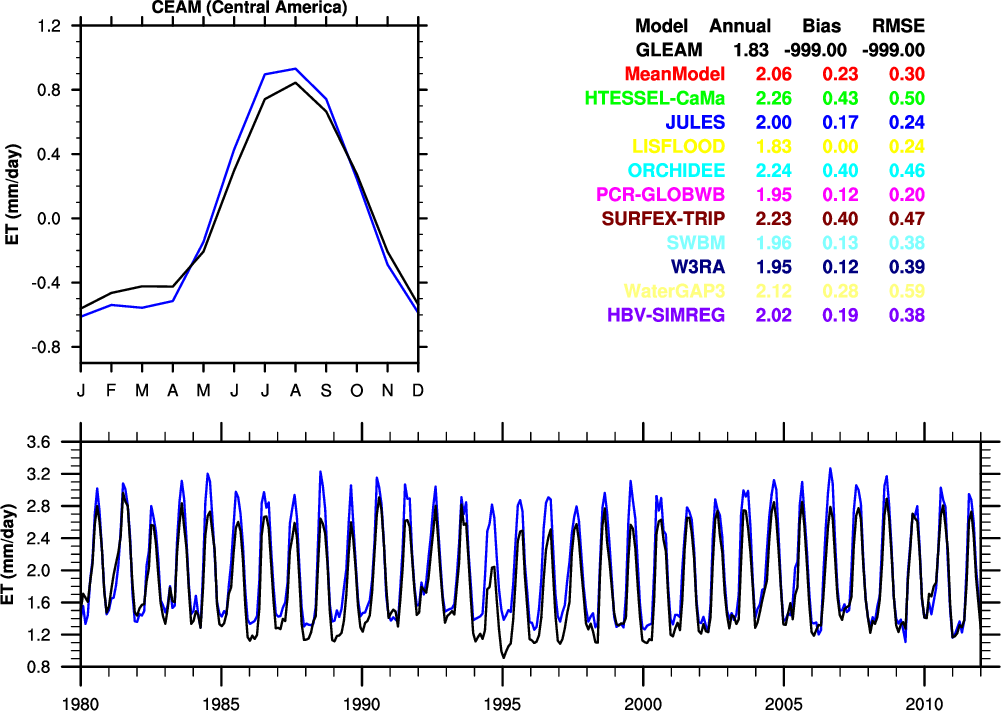 CEAM (Central America)
ET (mm/day)
1.2
0.8
0.4
0.0
-0.4
-0.8
J F M A M J J A S O N D
Model Annual Bias RMSE
GLEAM 1.83 -999.00 -999.00
MeanModel 2.06 0.23 0.30
HTESSEL-CaMa 2.26 0.43 0.50
JULES 2.00 0.17 0.24
LISFLOOD 1.83 0.00 0.24
ORCHIDEE 2.24 0.40 0.46
PCR-GLOBWB 1.95 0.12 0.20
SURFEX-TRIP 2.23 0.40 0.47
SWBM 1.96 0.13 0.38
W3RA 1.95 0.12 0.39
WaterGAP3 2.12 0.28 0.59
HBV-SIMREG 2.02 0.19 0.38
ET (mm/day)
3.6
3.2
2.8
2.4
2.0
1.6
1.2
0.8
1980 1985 1990 1995 2000 2005 2010